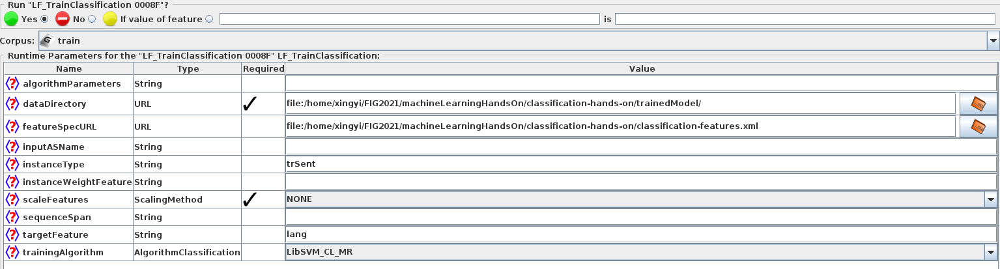 Run "LF_TrainClassification 0008F"?
Yes No If value of feature is
Corpus: train
Runtime Parameters for the "LF_TrainClassification 0008F" LF_TrainClassification:
Name Type Required Value
algorithmParameters String
dataDirectory URL ✓ file:/home/xingyi/FIG2021/machineLearningHandsOn/classification-hands-on/trainedModel/
featureSpecURL URL file:/home/xingyi/FIG2021/machineLearningHandsOn/classification-hands-on/classification-features.xml
inputASName String
instanceType String trSent
instanceWeightFeature String
scaleFeatures ScalingMethod ✓ NONE
sequenceSpan String
targetFeature String lang
trainingAlgorithm AlgorithmClassification LibSVM_CL_MR